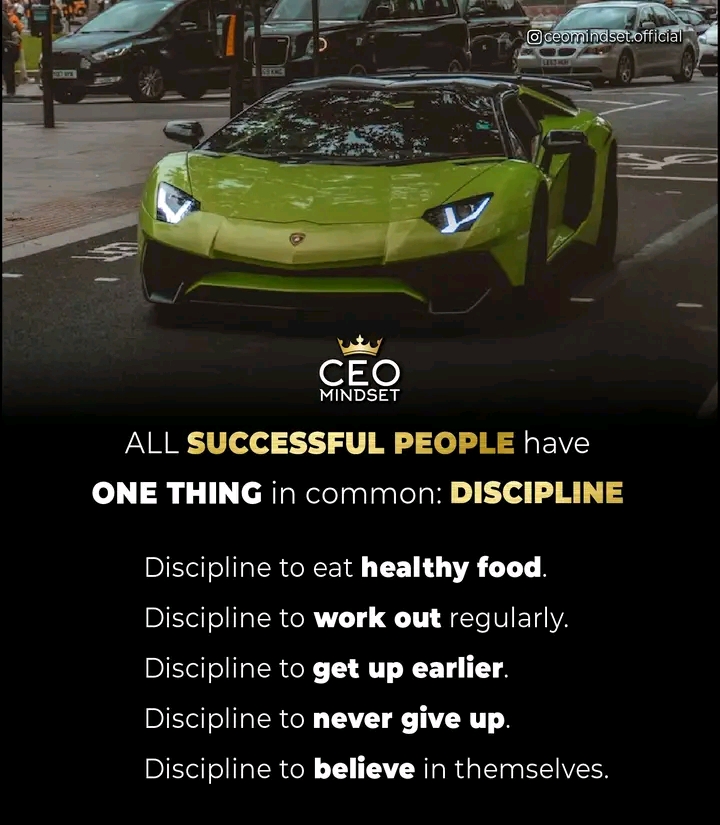 ceomindset.official
CEO
MINDSET
ALL SUCCESSFUL PEOPLE have
ONE THING in common: DISCIPLINE
Discipline to eat healthy food.
Discipline to work out regularly.
Discipline to get up earlier.
Discipline to never give up.
Discipline to believe in themselves.